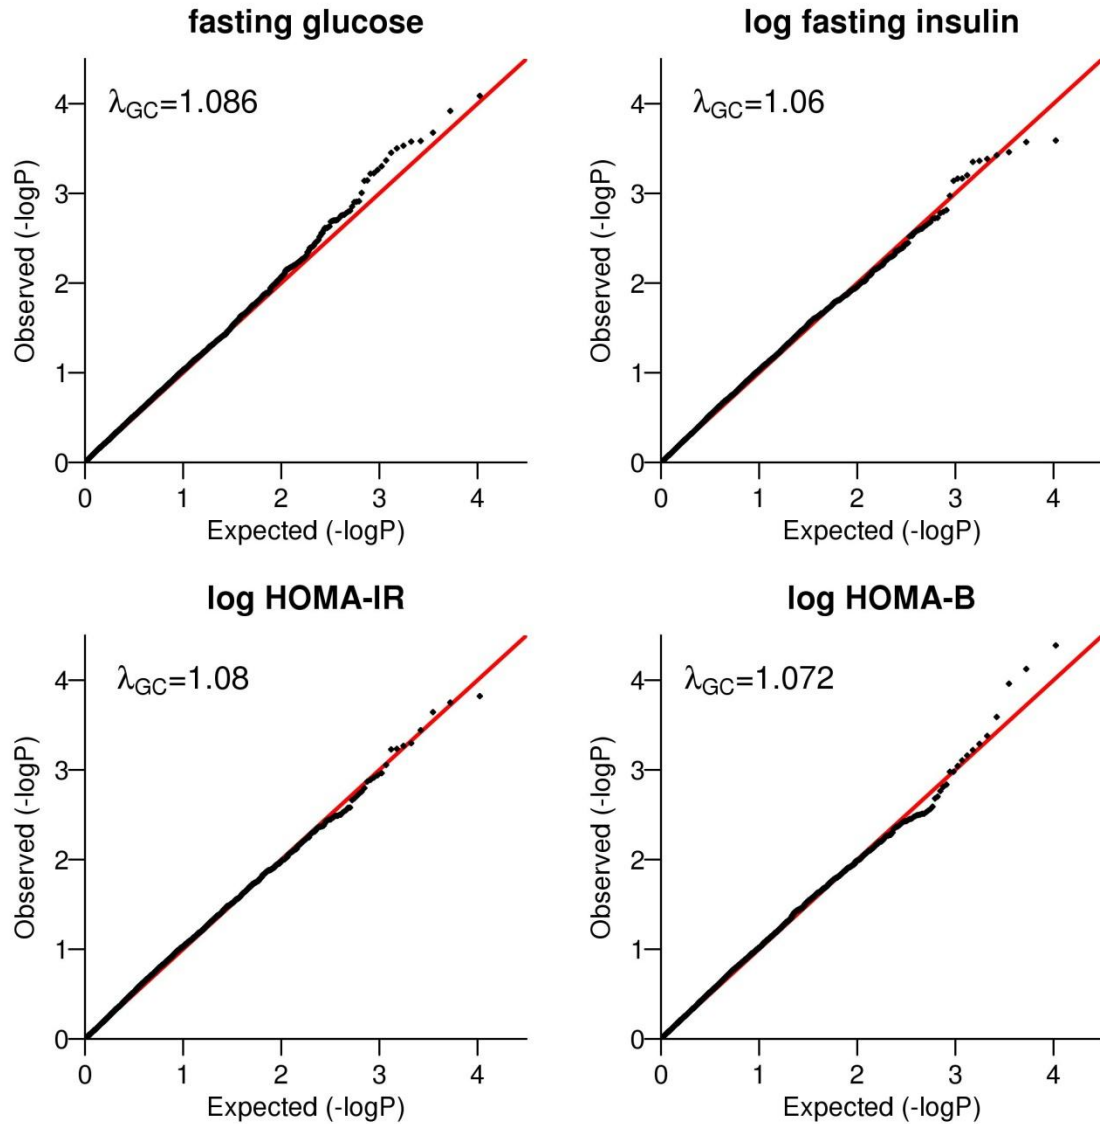 fasting glucose
λGC=1.086
Observed (-logP)
4
3
2
1
0
0 1 2 3 4
Expected (-logP)
log fasting insulin
λGC=1.06
Observed (-logP)
4
3
2
1
0
0 1 2 3 4
Expected (-logP)
log HOMA-IR
λGC=1.08
Observed (-logP)
4
3
2
1
0
0 1 2 3 4
Expected (-logP)
log HOMA-B
λGC=1.072
Observed (-logP)
4
3
2
1
0
0 1 2 3 4
Expected (-logP)